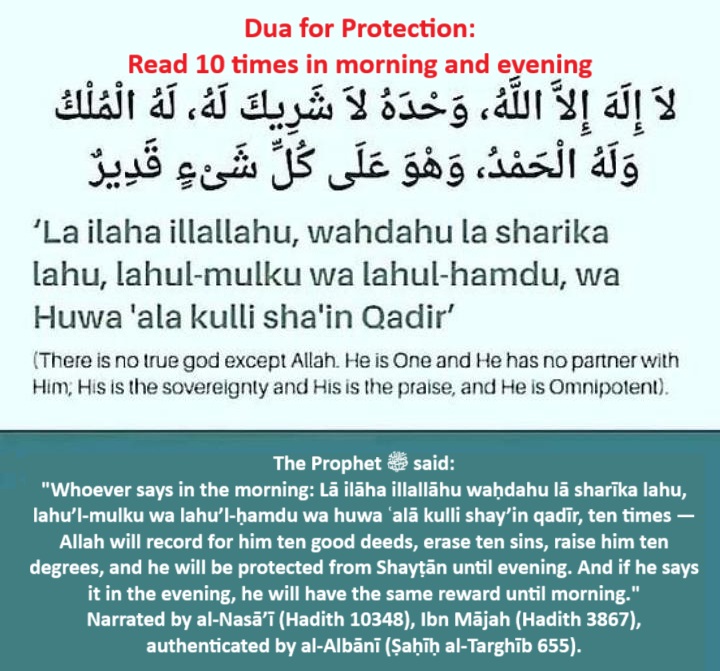 Dua for Protection:
Read 10 times in morning and evening
لاَ إِلَهَ إِلاَّ اللَّهُ، وَحْدَهُ لاَ شَرِيكَ لَهُ، لَهُ الْمُلْكُ
وَلَهُ الْحَمْدُ، وَهْوَ عَلَى كُلِّ شَىْءٍ قَدِيرٌ
‘La ilaha illallahu, wahdahu la sharika
lahu, lahul-mulku wa lahul-hamdu, wa
Huwa 'ala kulli sha'in Qadir’
(There is no true god except Allah. He is One and He has no partner with
Him; His is the sovereignty and His is the praise, and He is Omnipotent).
The Prophet ﷺ said:
"Whoever says in the morning: Lā ilāha illallāhu waḥdahu lā sharīka lahu,
lahu’l-mulku wa lahu’l-ḥamdu wa huwa ʿalā kulli shay’in qadīr, ten times —
Allah will record for him ten good deeds, erase ten sins, raise him ten
degrees, and he will be protected from Shayṭān until evening. And if he says
it in the evening, he will have the same reward until morning."
Narrated by al-Nasā’ī (Hadith 10348), Ibn Mājah (Hadith 3867),
authenticated by al-Albānī (Ṣaḥīḥ al-Targhīb 655).